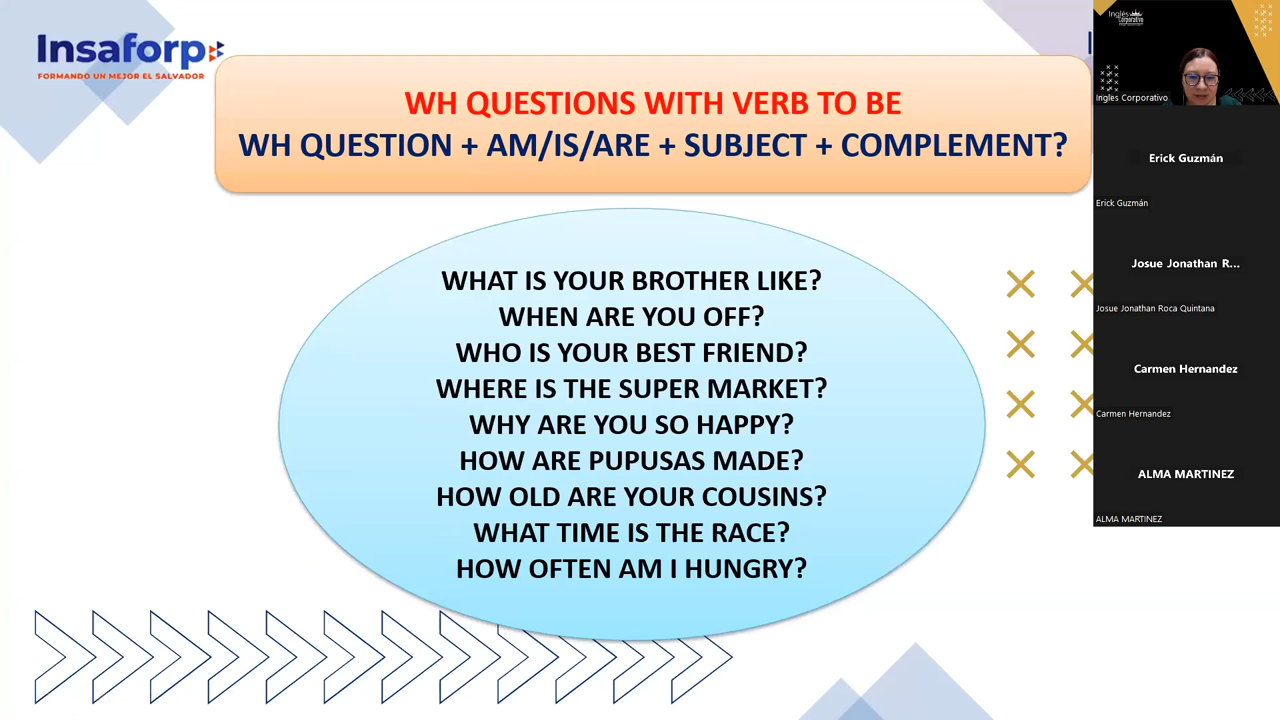 Insaforp
FORMANDO UN MEJOR EL SALVADOR
WH QUESTIONS WITH VERB TO BE
WH QUESTION + AM/IS/ARE + SUBJECT + COMPLEMENT?
WHAT IS YOUR BROTHER LIKE?
WHEN ARE YOU OFF?
WHO IS YOUR BEST FRIEND?
WHERE IS THE SUPER MARKET?
WHY ARE YOU SO HAPPY?
HOW ARE PUPUSAS MADE?
HOW OLD ARE YOUR COUSINS?
WHAT TIME IS THE RACE?
HOW OFTEN AM I HUNGRY?
Inglés
Corporativo
Ingles Corporativo
Erick Guzmán
Erick Guzmán
Josue Jonathan R...
Josue Jonathan Roca Quintana
Carmen Hernandez
Carmen Hernandez
ALMA MARTINEZ
ALMA MARTINEZ